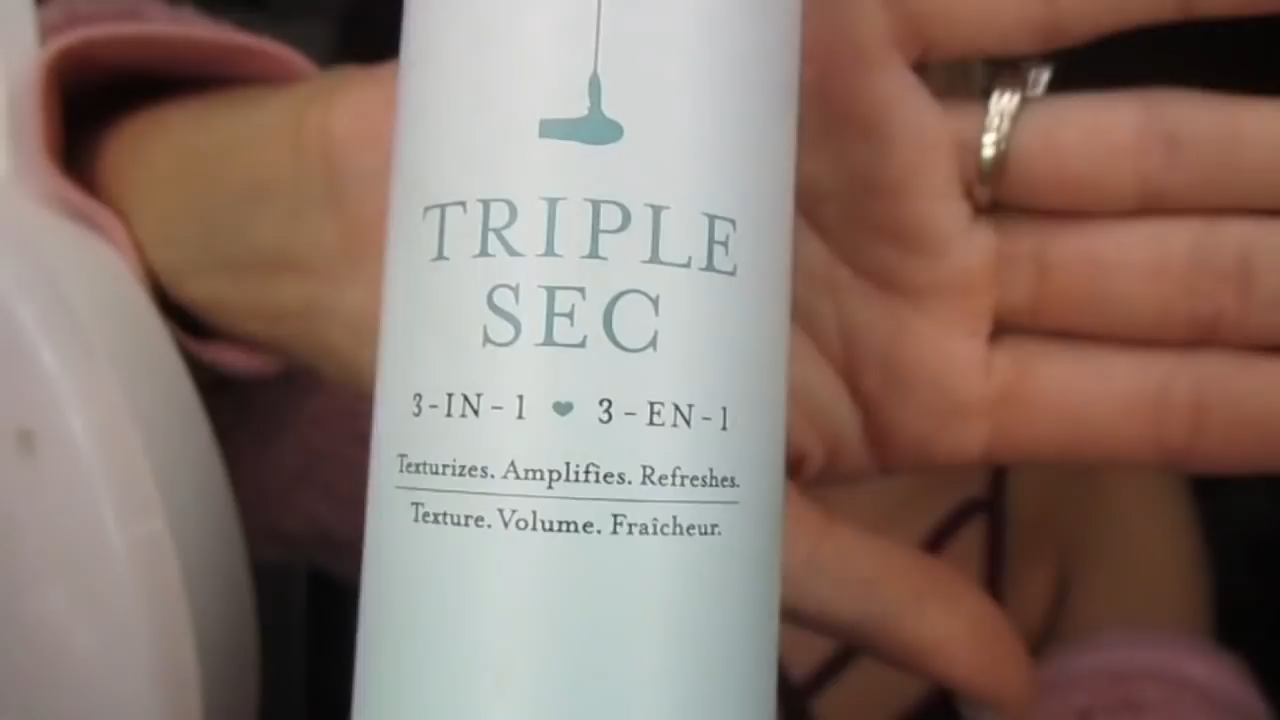 TRIPLE
SEC
3-IN-1 ♥ 3-EN-1
Texturizes. Amplifies. Refreshes.
Texture. Volume. Fraîcheur.